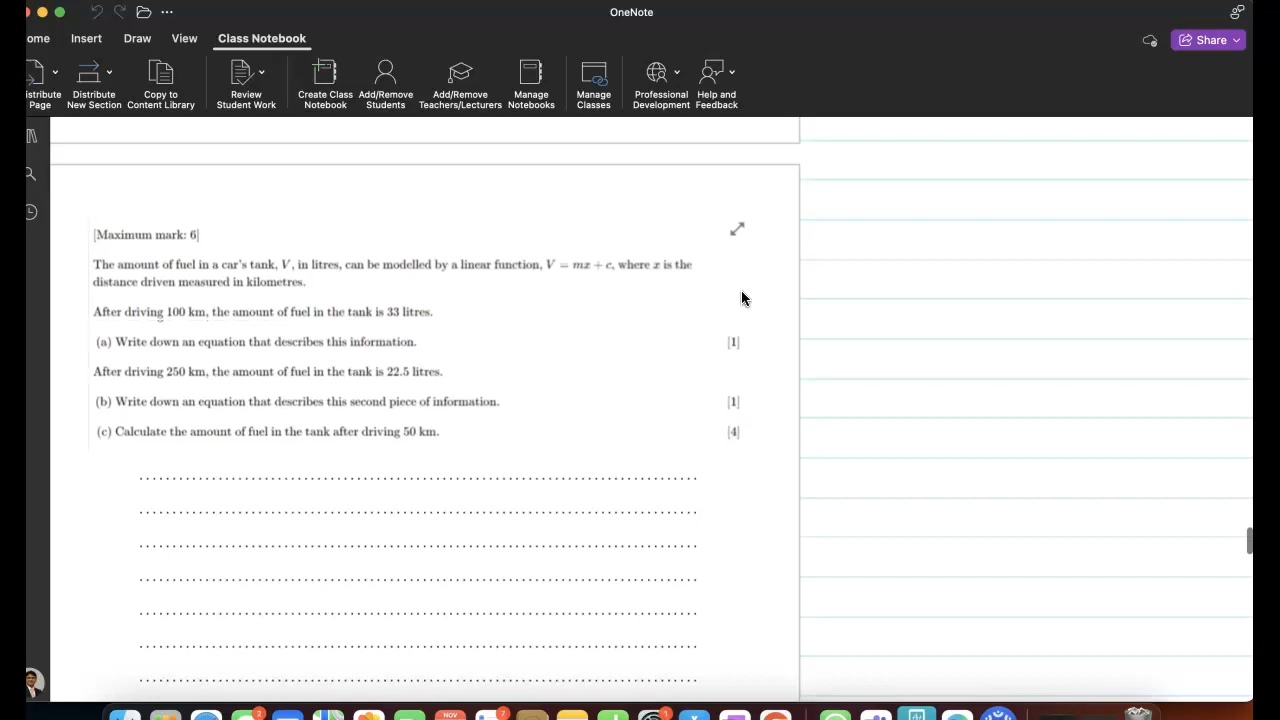 OneNote
ome Insert Draw View Class Notebook Share
istribute Page
Distribute New Section
Copy to Content Library
Review Student Work
Create Class Notebook
Add/Remove Students
Add/Remove Teachers/Lecturers
Manage Notebooks
Manage Classes
Professional Development
Help and Feedback
[Maximum mark: 6]
The amount of fuel in a car's tank, V, in litres, can be modelled by a linear function, V = mx + c, where x is the
distance driven measured in kilometres.
After driving 100 km, the amount of fuel in the tank is 33 litres.
(a) Write down an equation that describes this information. [1]
After driving 250 km, the amount of fuel in the tank is 22.5 litres.
(b) Write down an equation that describes this second piece of information. [1]
(c) Calculate the amount of fuel in the tank after driving 50 km. [4]
2 NOV 7 1